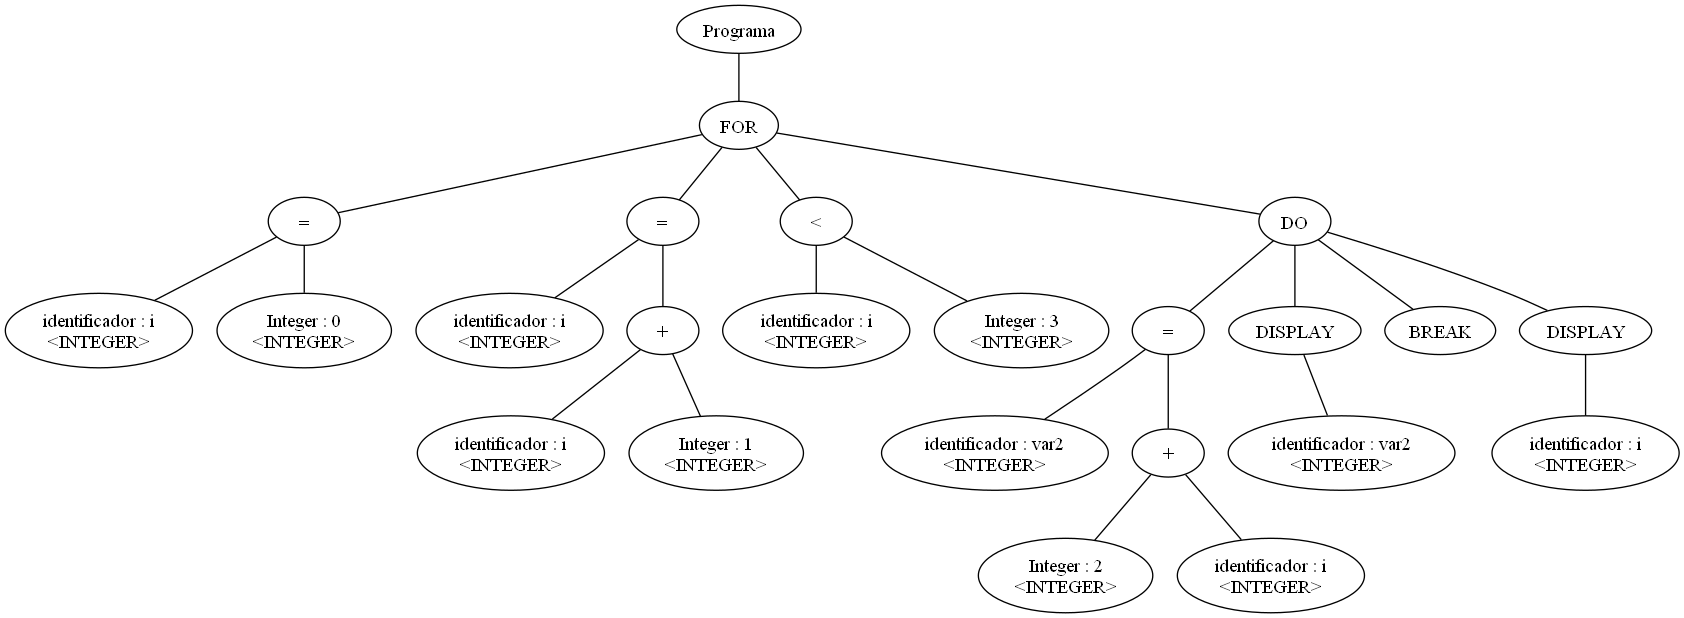 Programa
FOR
=
=
<
DO
identificador : i
<INTEGER>
Integer : 0
<INTEGER>
identificador : i
<INTEGER>
+
identificador : i
<INTEGER>
Integer : 3
<INTEGER>
=
DISPLAY
BREAK
DISPLAY
identificador : i
<INTEGER>
Integer : 1
<INTEGER>
identificador : var2
<INTEGER>
+
identificador : var2
<INTEGER>
identificador : i
<INTEGER>
Integer : 2
<INTEGER>
identificador : i
<INTEGER>